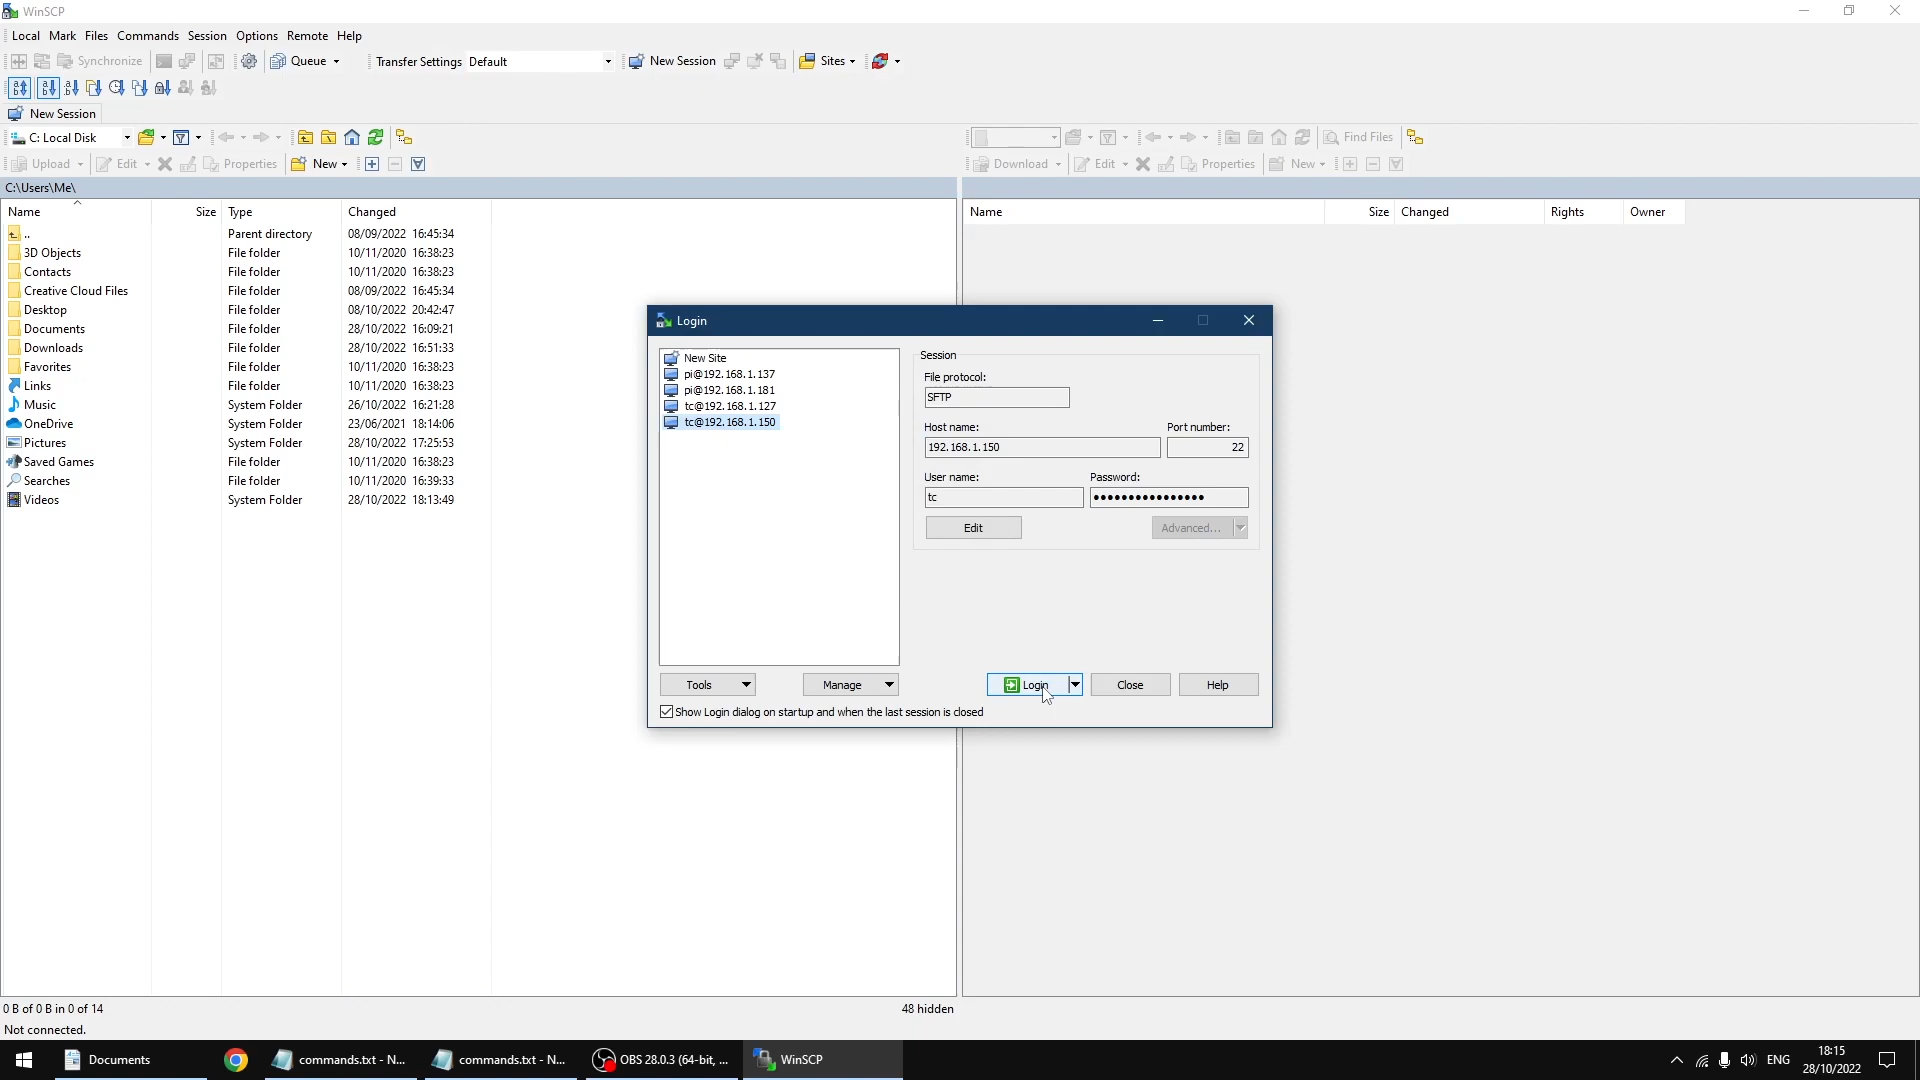 WinSCP
Local Mark Files Commands Session Options Remote Help
Synchronize Queue Transfer Settings Default New Session Sites
New Session
C: Local Disk Find Files
Upload Edit Properties New Download Edit Properties New
C:\Users\Me\
Name Size Type Changed Name Size Changed Rights Owner
.. Parent directory 08/09/2022 16:45:34
3D Objects File folder 10/11/2020 16:38:23
Contacts File folder 10/11/2020 16:38:23
Creative Cloud Files File folder 08/09/2022 16:45:34
Desktop File folder 08/10/2022 20:42:47
Documents File folder 28/10/2022 16:09:21
Downloads File folder 28/10/2022 16:51:33
Favorites File folder 10/11/2020 16:38:23
Links File folder 10/11/2020 16:38:23
Music System Folder 26/10/2022 16:21:28
OneDrive System Folder 23/06/2021 18:14:06
Pictures System Folder 28/10/2022 17:25:53
Saved Games File folder 10/11/2020 16:38:23
Searches File folder 10/11/2020 16:39:33
Videos System Folder 28/10/2022 18:13:49
Login
New Site
pi@192.168.1.137
pi@192.168.1.181
tc@192.168.1.127
tc@192.168.1.150
Session
File protocol:
SFTP
Host name: Port number:
192.168.1.150 22
User name: Password:
tc ••••••••••••••••
Edit Advanced...
Tools Manage Login Close Help
Show Login dialog on startup and when the last session is closed
0 B of 0 B in 0 of 14 48 hidden
Not connected.
Documents commands.txt - N... commands.txt - N... OBS 28.0.3 (64-bit, ... WinSCP ENG 18:15
28/10/2022